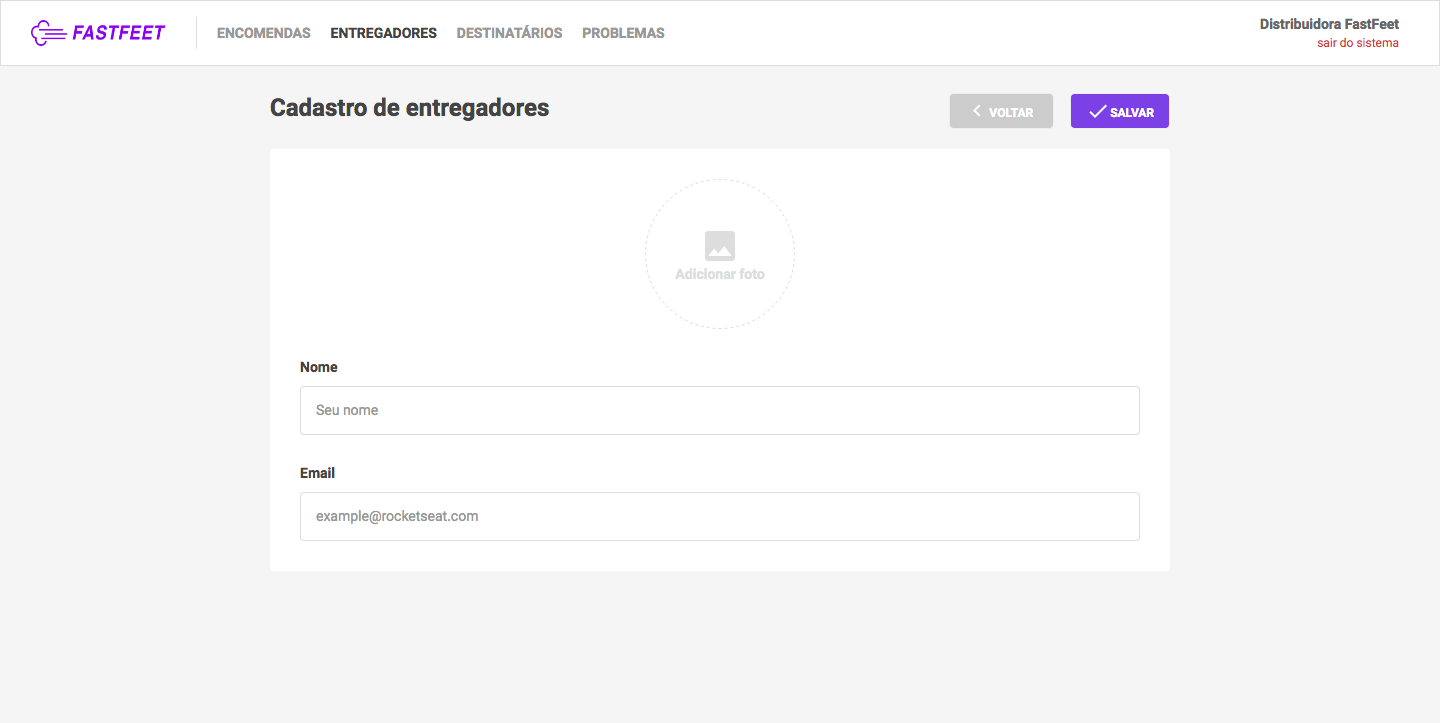 FASTFEET
ENCOMENDAS ENTREGADORES DESTINATÁRIOS PROBLEMAS
Distribuidora FastFeet
sair do sistema
Cadastro de entregadores
VOLTAR
SALVAR
Adicionar foto
Nome
Seu nome
Email
example@rocketseat.com